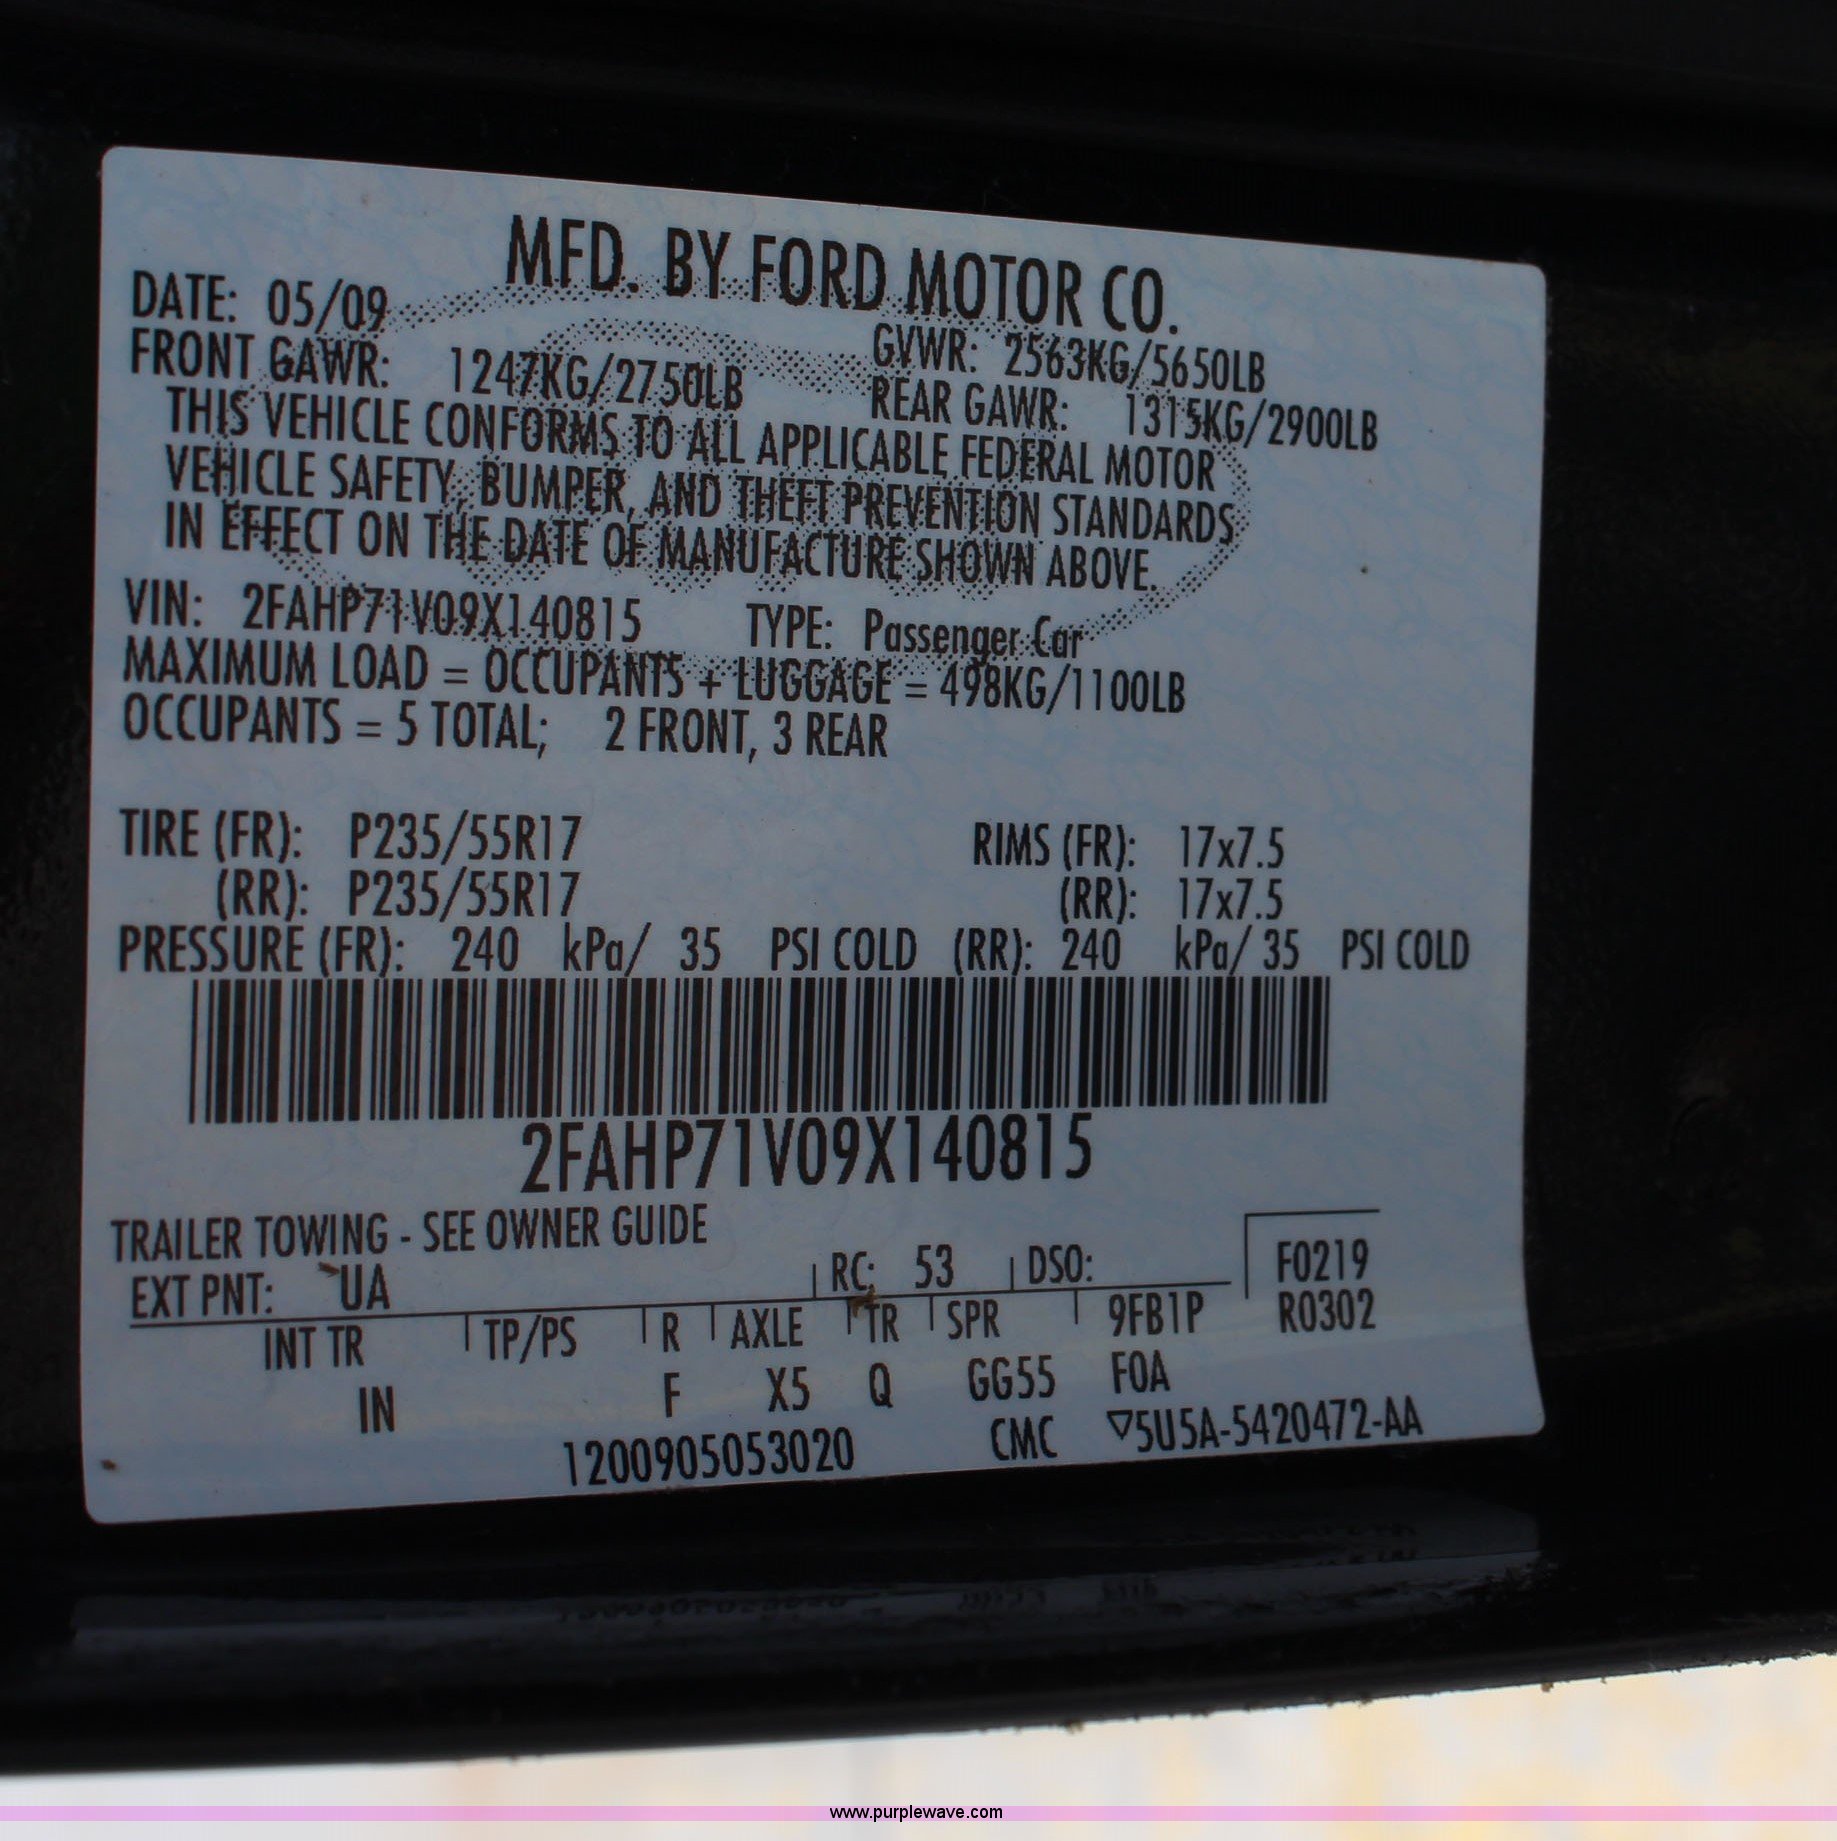 MFD. BY FORD MOTOR CO.
DATE: 05/09 GVWR: 2563KG/5650LB
FRONT GAWR: 1247KG/2750LB REAR GAWR: 1315KG/2900LB
THIS VEHICLE CONFORMS TO ALL APPLICABLE FEDERAL MOTOR
VEHICLE SAFETY, BUMPER, AND THEFT PREVENTION STANDARDS
IN EFFECT ON THE DATE OF MANUFACTURE SHOWN ABOVE.
VIN: 2FAHP71V09X140815 TYPE: Passenger Car
MAXIMUM LOAD = OCCUPANTS + LUGGAGE = 498KG/1100LB
OCCUPANTS = 5 TOTAL; 2 FRONT, 3 REAR
TIRE (FR): P235/55R17 RIMS (FR): 17x7.5
(RR): P235/55R17 (RR): 17x7.5
PRESSURE (FR): 240 kPa/ 35 PSI COLD (RR): 240 kPa/ 35 PSI COLD
2FAHP71V09X140815
TRAILER TOWING - SEE OWNER GUIDE
EXT PNT: UA RC: 53 DSO: F0219
INT TR TP/PS R AXLE TR SPR 9FB1P R0302
IN F X5 Q GG55 FOA
1200905053020 CMC ▽5U5A-5420472-AA
www.purplewave.com